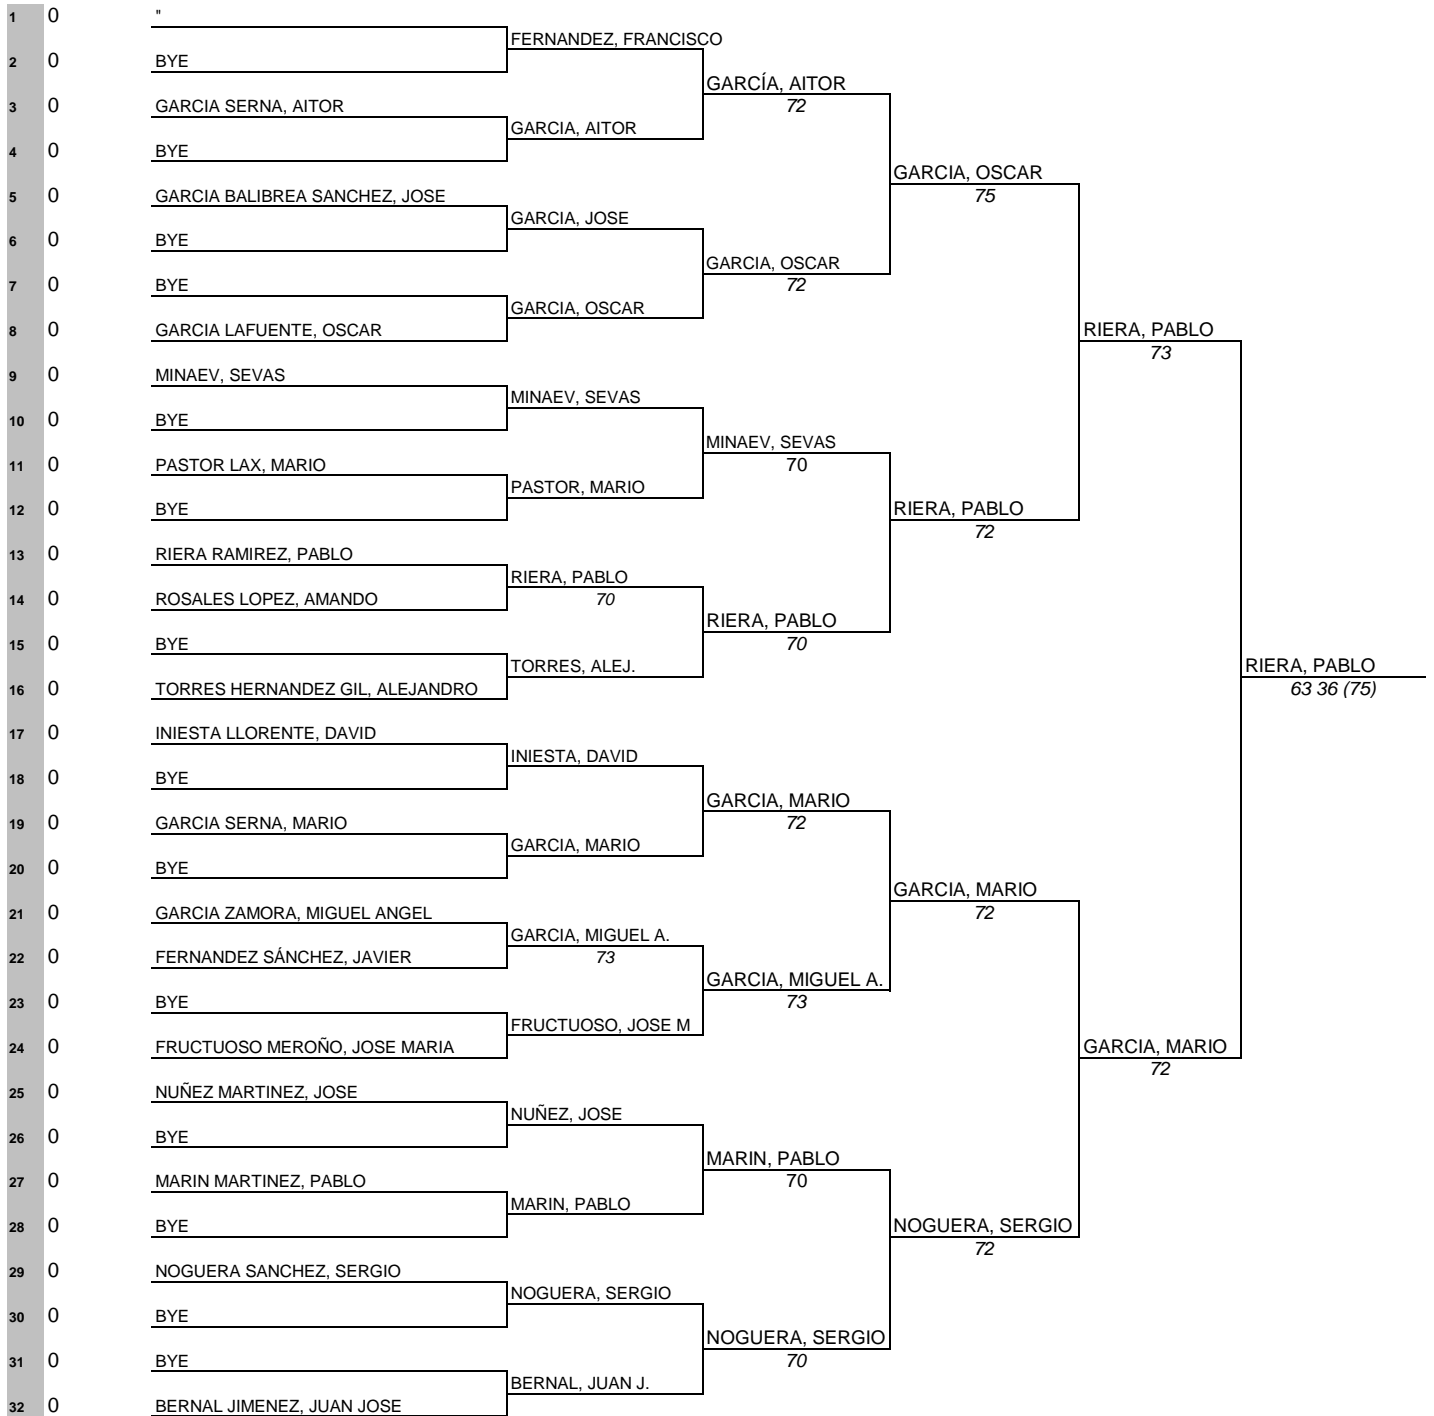 1 0 "
FERNANDEZ, FRANCISCO
2 0 BYE
GARCÍA, AITOR
72
3 0 GARCIA SERNA, AITOR
GARCIA, AITOR
4 0 BYE
GARCIA, OSCAR
75
5 0 GARCIA BALIBREA SANCHEZ, JOSE
GARCIA, JOSE
6 0 BYE
GARCIA, OSCAR
72
7 0 BYE
GARCIA, OSCAR
8 0 GARCIA LAFUENTE, OSCAR
RIERA, PABLO
73
9 0 MINAEV, SEVAS
MINAEV, SEVAS
10 0 BYE
MINAEV, SEVAS
70
11 0 PASTOR LAX, MARIO
PASTOR, MARIO
12 0 BYE
RIERA, PABLO
72
13 0 RIERA RAMIREZ, PABLO
RIERA, PABLO
70
14 0 ROSALES LOPEZ, AMANDO
RIERA, PABLO
70
15 0 BYE
TORRES, ALEJ.
16 0 TORRES HERNANDEZ GIL, ALEJANDRO
RIERA, PABLO
63 36 (75)
17 0 INIESTA LLORENTE, DAVID
INIESTA, DAVID
18 0 BYE
GARCIA, MARIO
72
19 0 GARCIA SERNA, MARIO
GARCIA, MARIO
20 0 BYE
GARCIA, MARIO
72
21 0 GARCIA ZAMORA, MIGUEL ANGEL
GARCIA, MIGUEL A.
73
22 0 FERNANDEZ SÁNCHEZ, JAVIER
GARCIA, MIGUEL A.
73
23 0 BYE
FRUCTUOSO, JOSE M
24 0 FRUCTUOSO MEROÑO, JOSE MARIA
GARCIA, MARIO
72
25 0 NUÑEZ MARTINEZ, JOSE
NUÑEZ, JOSE
26 0 BYE
MARIN, PABLO
70
27 0 MARIN MARTINEZ, PABLO
MARIN, PABLO
28 0 BYE
NOGUERA, SERGIO
72
29 0 NOGUERA SANCHEZ, SERGIO
NOGUERA, SERGIO
30 0 BYE
NOGUERA, SERGIO
70
31 0 BYE
BERNAL, JUAN J.
32 0 BERNAL JIMENEZ, JUAN JOSE